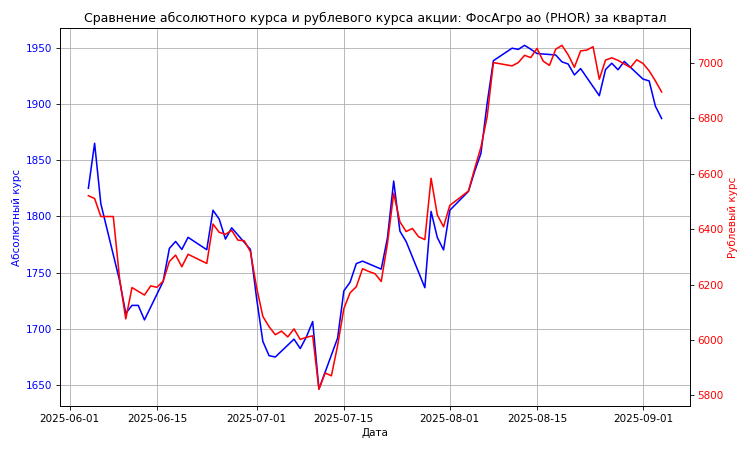 Сравнение абсолютного курса и рублевого курса акции: ФосАгро ао (PHOR) за квартал
1950
1900
1850
1800
1750
1700
1650
Абсолютный курс
7000
6800
6600
6400
6200
6000
5800
Рублевый курс
2025-06-01 2025-06-15 2025-07-01 2025-07-15 2025-08-01 2025-08-15 2025-09-01
Дата